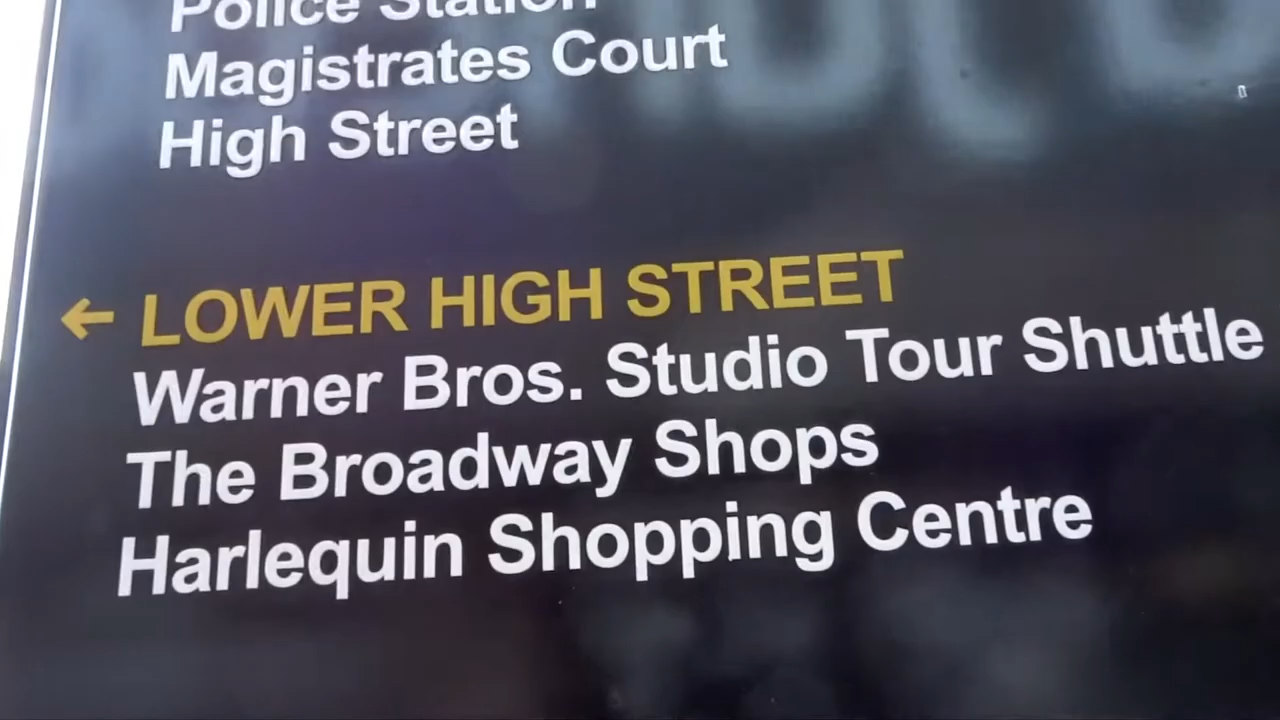 Police Station
Magistrates Court
High Street
← LOWER HIGH STREET
Warner Bros. Studio Tour Shuttle
The Broadway Shops
Harlequin Shopping Centre